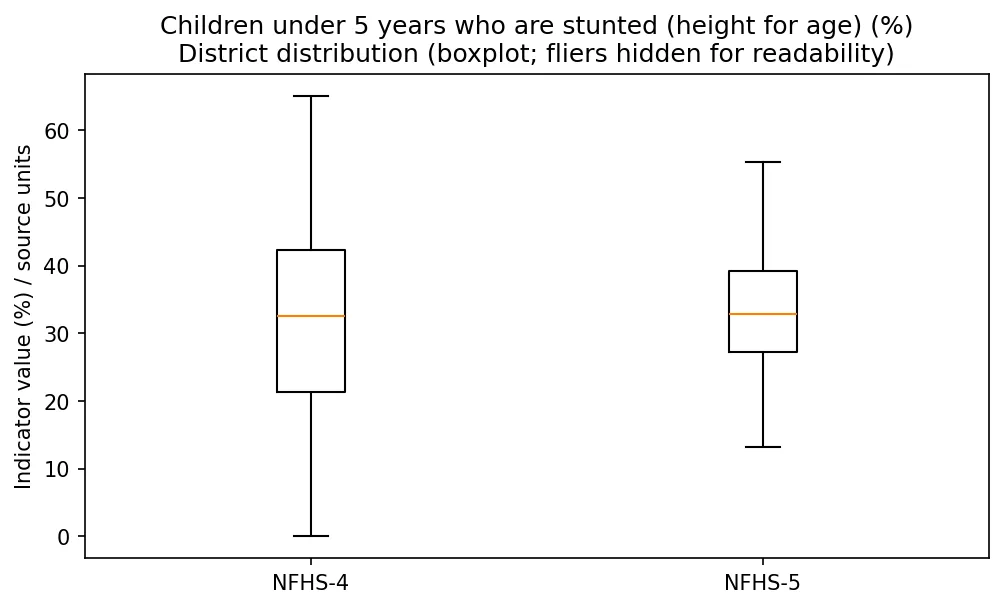 Children under 5 years who are stunted (height for age) (%)
District distribution (boxplot; fliers hidden for readability)
Indicator value (%) / source units
60
50
40
30
20
10
0
NFHS-4
NFHS-5